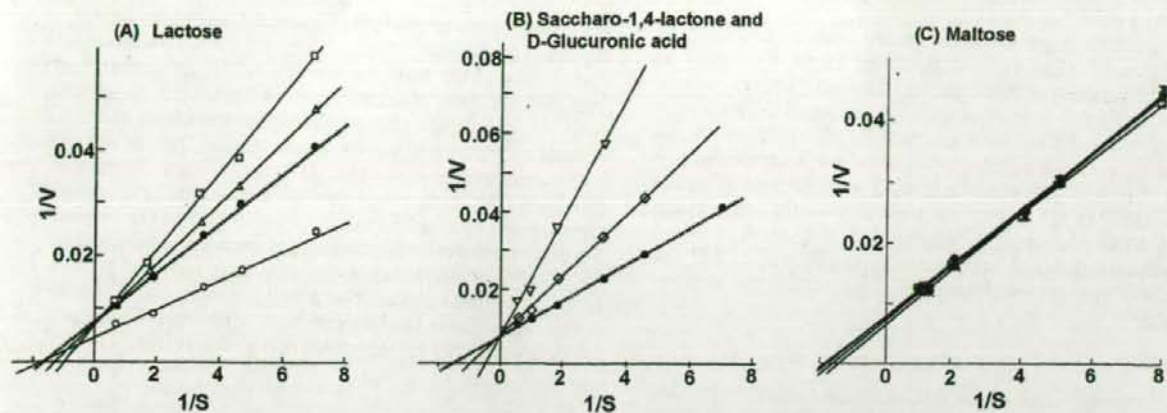 (A) Lactose
1/V
0.04
0.02
0 2 4 6 8
1/S
(B) Saccharo-1,4-lactone and
D-Glucuronic acid
0.08
0.06
1/V
0.04
0.02
0 2 4 6 8
1/S
(C) Maltose
0.04
1/V
0.02
0 4 6 8
1/S